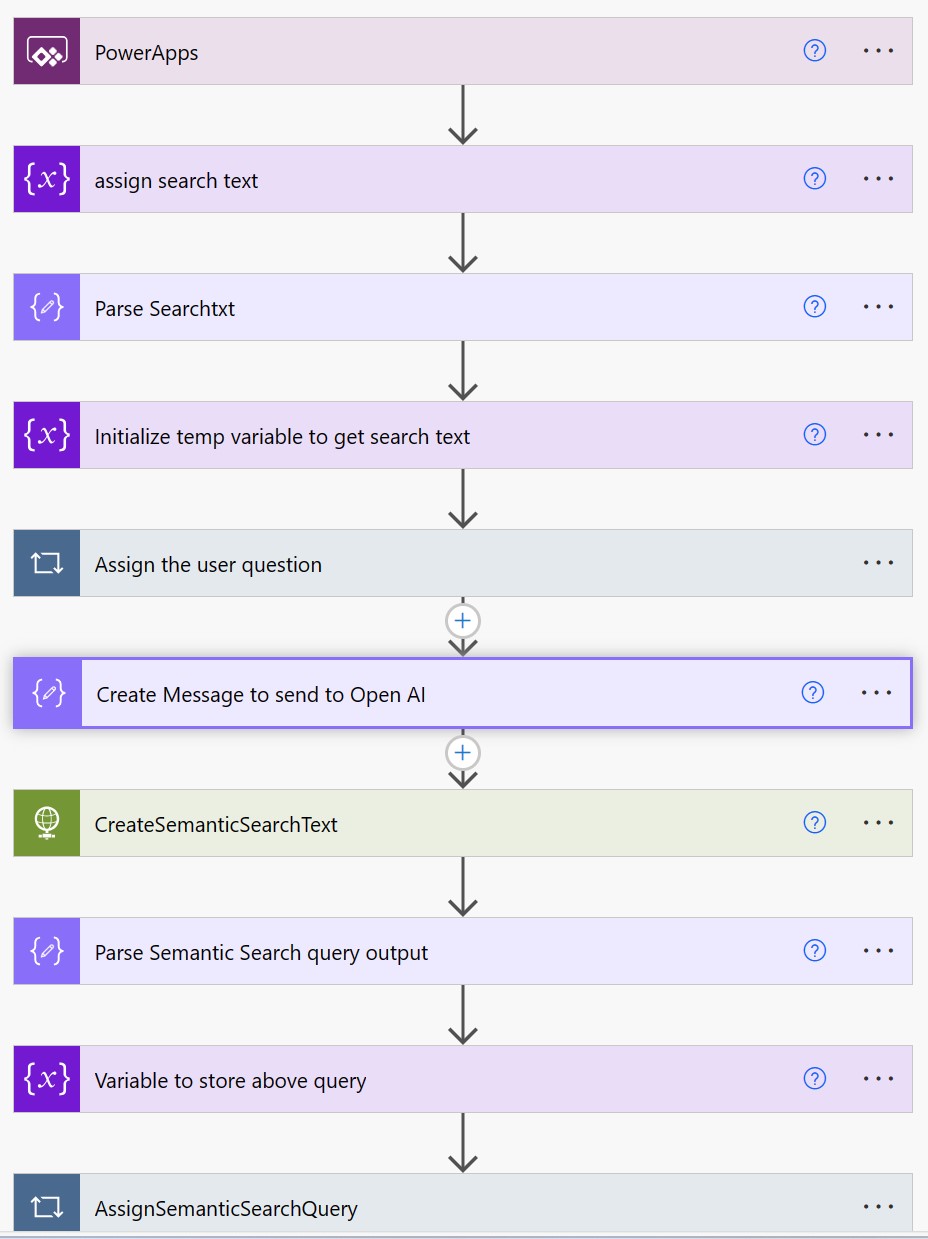 PowerApps
assign search text
Parse Searchtxt
Initialize temp variable to get search text
Assign the user question
Create Message to send to Open AI
CreateSemanticSearchText
Parse Semantic Search query output
Variable to store above query
AssignSemanticSearchQuery